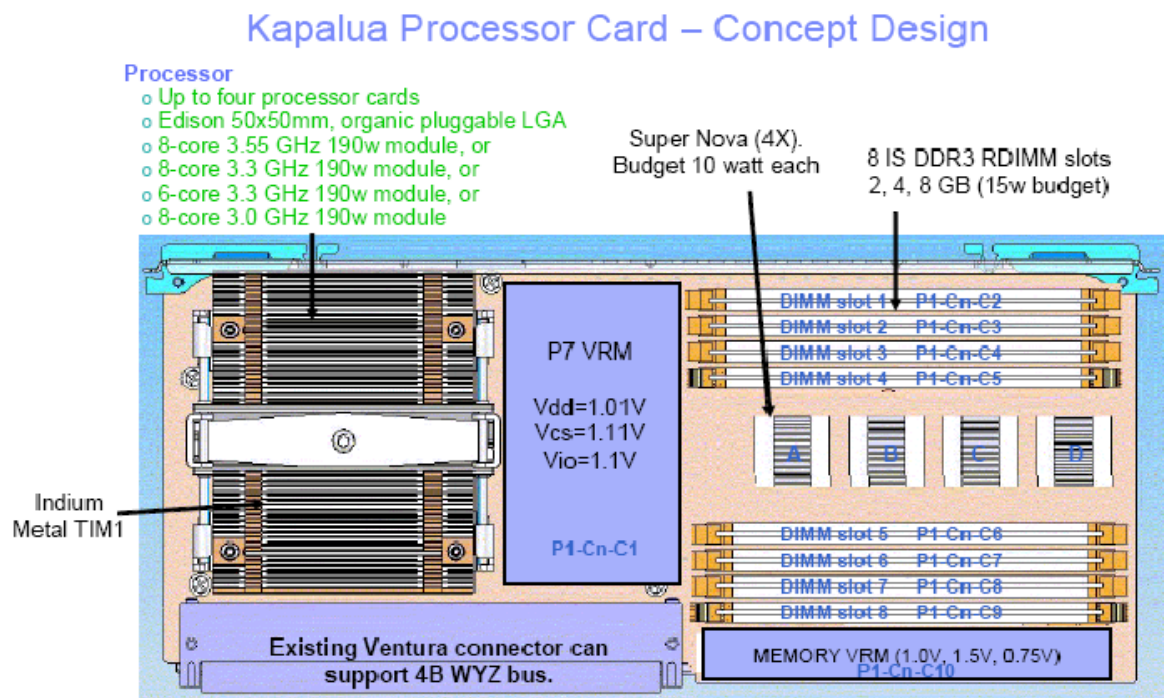 Kapalua Processor Card – Concept Design
Processor
o Up to four processor cards
o Edison 50x50mm, organic pluggable LGA
o 8-core 3.55 GHz 190w module, or
o 8-core 3.3 GHz 190w module, or
o 6-core 3.3 GHz 190w module, or
o 8-core 3.0 GHz 190w module
Super Nova (4X).
Budget 10 watt each
8 IS DDR3 RDIMM slots
2, 4, 8 GB (15w budget)
DIMM slot 1 P1-Cn-C2
DIMM slot 2 P1-Cn-C3
DIMM slot 3 P1-Cn-C4
DIMM slot 4 P1-Cn-C5
P7 VRM
Vdd=1.01V
Vcs=1.11V
Vio=1.1V
P1-Cn-C1
A B C D
Indium
Metal TIM1
DIMM slot 5 P1-Cn-C6
DIMM slot 6 P1-Cn-C7
DIMM slot 7 P1-Cn-C8
DIMM slot 8 P1-Cn-C9
Existing Ventura connector can
support 4B WYZ bus.
MEMORY VRM (1.0V, 1.5V, 0.75V)
P1-Cn-C10